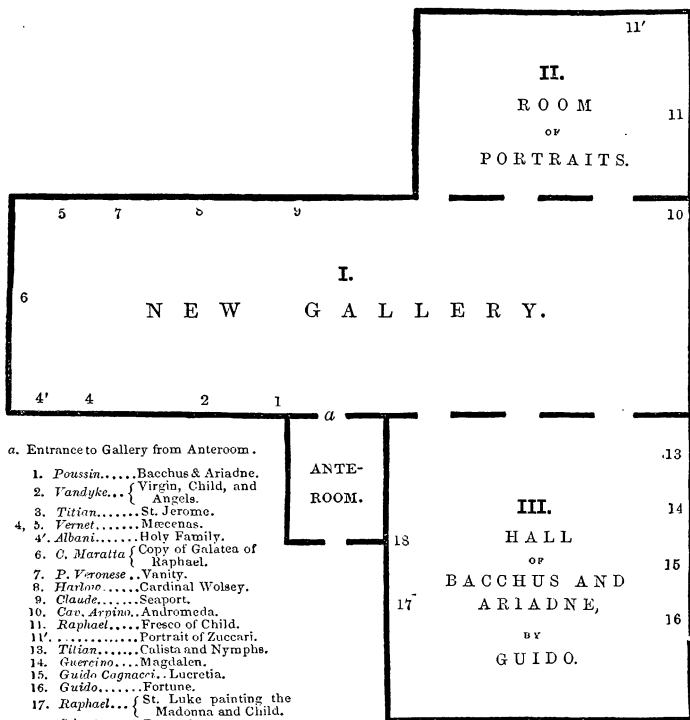 11′
II.
ROOM
OF
PORTRAITS.
11
5 7 8 9 10
I.
NEW GALLERY.
6
4′ 4 2 1 a
a. Entrance to Gallery from Anteroom.
1. Poussin......Bacchus & Ariadne.
2. Vandyke... { Virgin, Child, and
Angels.
3. Titian.......St. Jerome.
4, 5. Vernet.......Mæcenas.
4′. Albani.......Holy Family.
6. C. Maratta { Copy of Galatea of
Raphael.
7. P. Veronese..Vanity.
8. Harlow......Cardinal Wolsey.
9. Claude.......Seaport.
10. Cav. Arpino..Andromeda.
11. Raphael.....Fresco of Child.
11′. .............Portrait of Zuccari.
13. Titian.......Calista and Nymphs.
14. Guercino....Magdalen.
15. Guido Cagnacci..Lucretia.
16. Guido.......Fortune.
17. Raphael... { St. Luke painting the
Madonna and Child.
ANTE-
ROOM.
13
III.
14
18
HALL
OF
15
BACCHUS AND
17
ARIADNE,
16
BY
GUIDO.